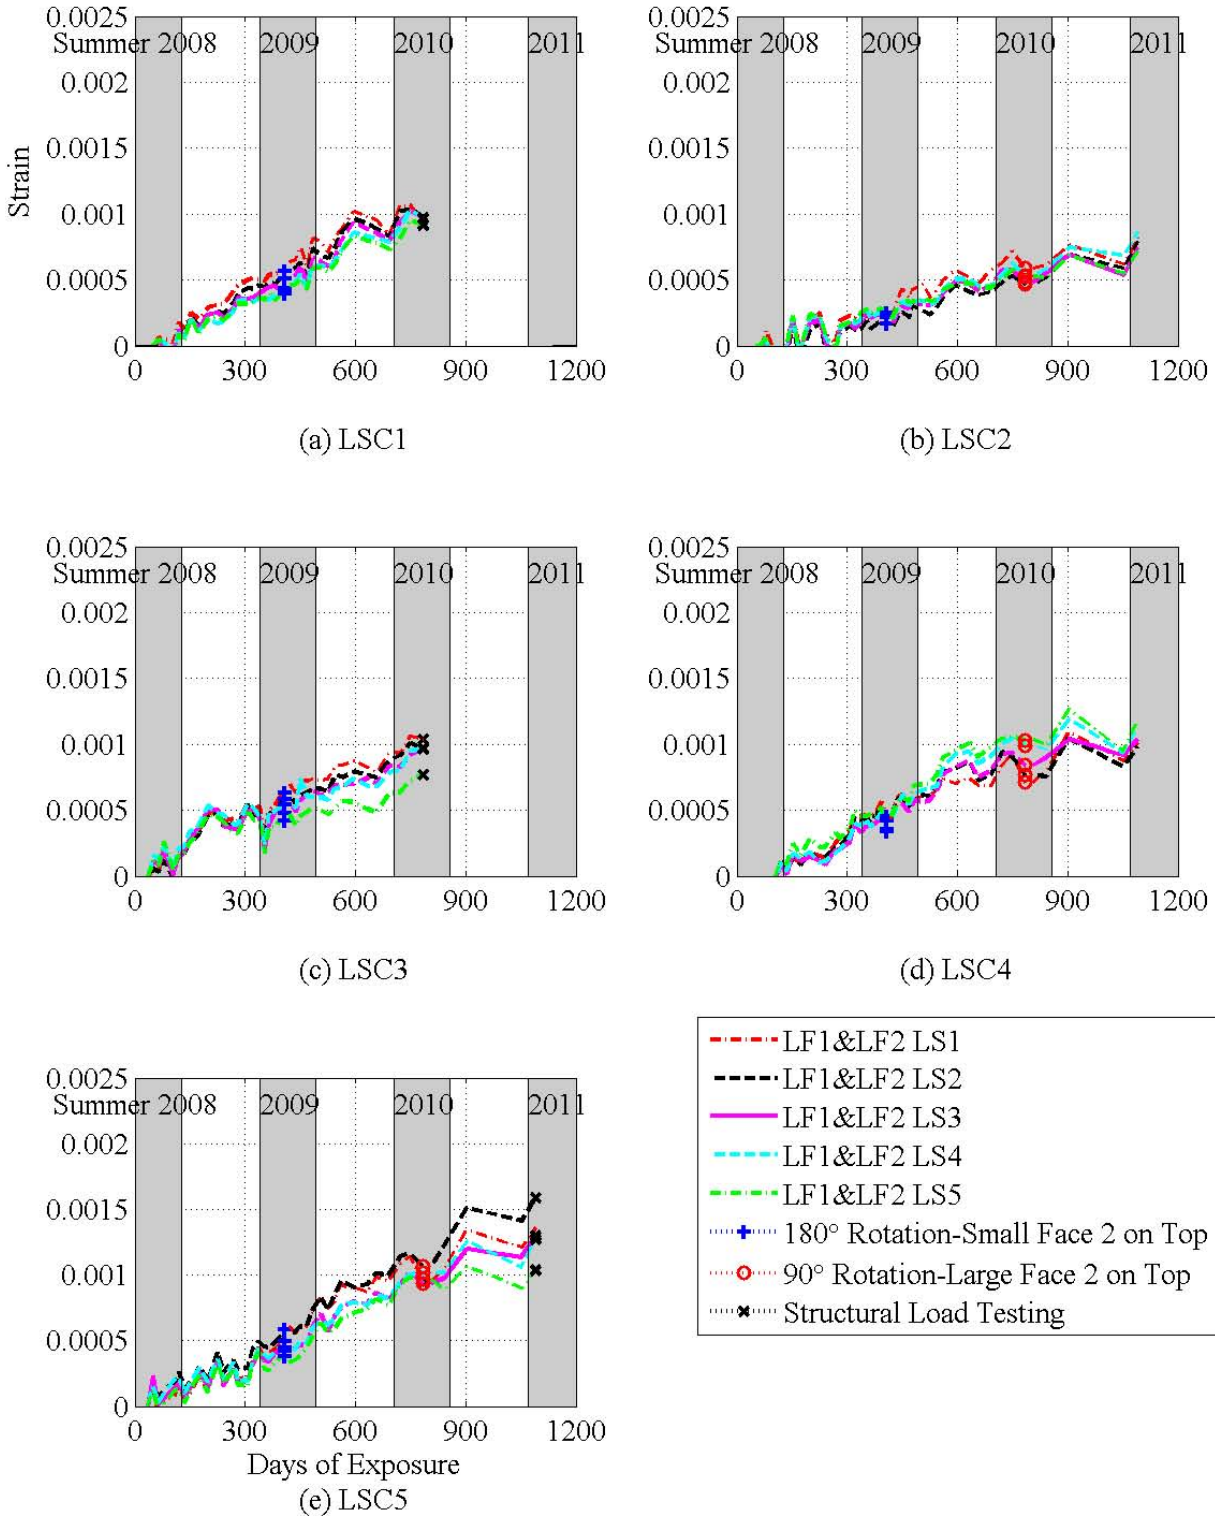 0.0025
Summer 2008 2009 2010 2011
0.002
0.0015
0.001
0.0005
0
0 300 600 900 1200
Strain
(a) LSC1
0.0025
Summer 2008 2009 2010 2011
0.002
0.0015
0.001
0.0005
0
0 300 600 900 1200
(b) LSC2
0.0025
Summer 2008 2009 2010 2011
0.002
0.0015
0.001
0.0005
0
0 300 600 900 1200
(c) LSC3
0.0025
Summer 2008 2009 2010 2011
0.002
0.0015
0.001
0.0005
0
0 300 600 900 1200
(d) LSC4
0.0025
Summer 2008 2009 2010 2011
0.002
0.0015
0.001
0.0005
0
0 300 600 900 1200
Days of Exposure
(e) LSC5
LF1&LF2 LS1
LF1&LF2 LS2
LF1&LF2 LS3
LF1&LF2 LS4
LF1&LF2 LS5
180° Rotation-Small Face 2 on Top
90° Rotation-Large Face 2 on Top
Structural Load Testing